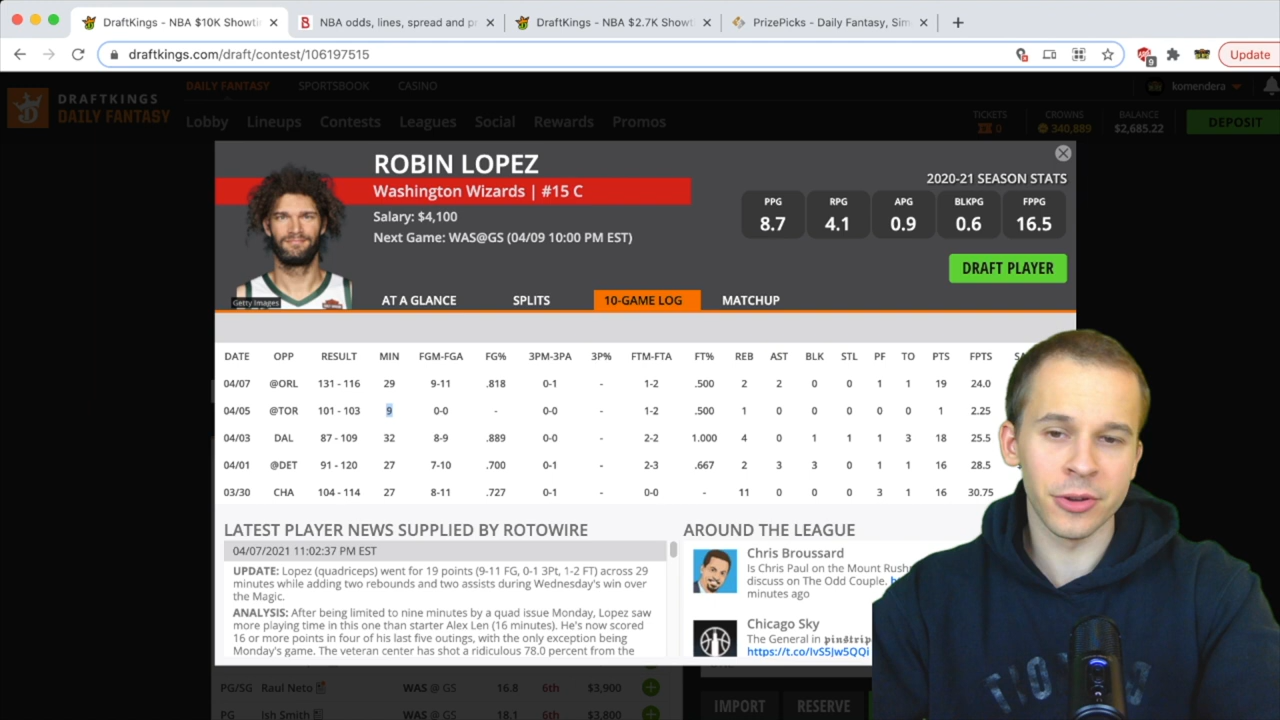 DraftKings - NBA $10K Showti
NBA odds, lines, spread and pr
DraftKings - NBA $2.7K Showt
PrizePicks - Daily Fantasy, Sim
draftkings.com/draft/contest/106197515
9
Update
DAILY FANTASY SPORTSBOOK CASINO
komendera
DRAFTKINGS
DAILY FANTASY
Lobby Lineups Contests Leagues Social Rewards Promos
TICKETS
0
CROWNS
340,889
BALANCE
$2,685.22
DEPOSIT
ROBIN LOPEZ
Washington Wizards | #15 C
Salary: $4,100
Next Game: WAS@GS (04/09 10:00 PM EST)
Getty Images
2020-21 SEASON STATS
PPG RPG APG BLKPG FPPG
8.7 4.1 0.9 0.6 16.5
DRAFT PLAYER
AT A GLANCE SPLITS 10-GAME LOG MATCHUP
DATE OPP RESULT MIN FGM-FGA FG% 3PM-3PA 3P% FTM-FTA FT% REB AST BLK STL PF TO PTS FPTS
04/07 @ORL 131 - 116 29 9-11 .818 0-1 - 1-2 .500 2 2 0 0 1 1 19 24.0
04/05 @TOR 101 - 103 9 0-0 - 0-0 - 1-2 .500 1 0 0 0 0 0 1 2.25
04/03 DAL 87 - 109 32 8-9 .889 0-0 - 2-2 1.000 4 0 1 1 1 3 18 25.5
04/01 @DET 91 - 120 27 7-10 .700 0-1 - 2-3 .667 2 3 3 0 1 1 16 28.5
03/30 CHA 104 - 114 27 8-11 .727 0-1 - 0-0 - 11 0 0 0 3 1 16 30.75
LATEST PLAYER NEWS SUPPLIED BY ROTOWIRE
04/07/2021 11:02:37 PM EST
UPDATE: Lopez (quadriceps) went for 19 points (9-11 FG, 0-1 3Pt, 1-2 FT) across 29
minutes while adding two rebounds and two assists during Wednesday's win over
the Magic.
ANALYSIS: After being limited to nine minutes by a quad issue Monday, Lopez saw
more playing time in this one than starter Alex Len (16 minutes). He's now scored
16 or more points in four of his last five outings, with the only exception being
Monday's game. The veteran center has shot a ridiculous 78.0 percent from the
AROUND THE LEAGUE
Chris Broussard
Is Chris Paul on the Mount Rush
discuss on The Odd Couple.
minutes ago
Chicago Sky
The General in pinstrip
https://t.co/lvS5Jw5QQi
PG/SG Raul Neto WAS @ GS 16.8 6th $3,900
PG Ish Smith WAS @ GS 18.1 6th $3,800
IMPORT RESERVE